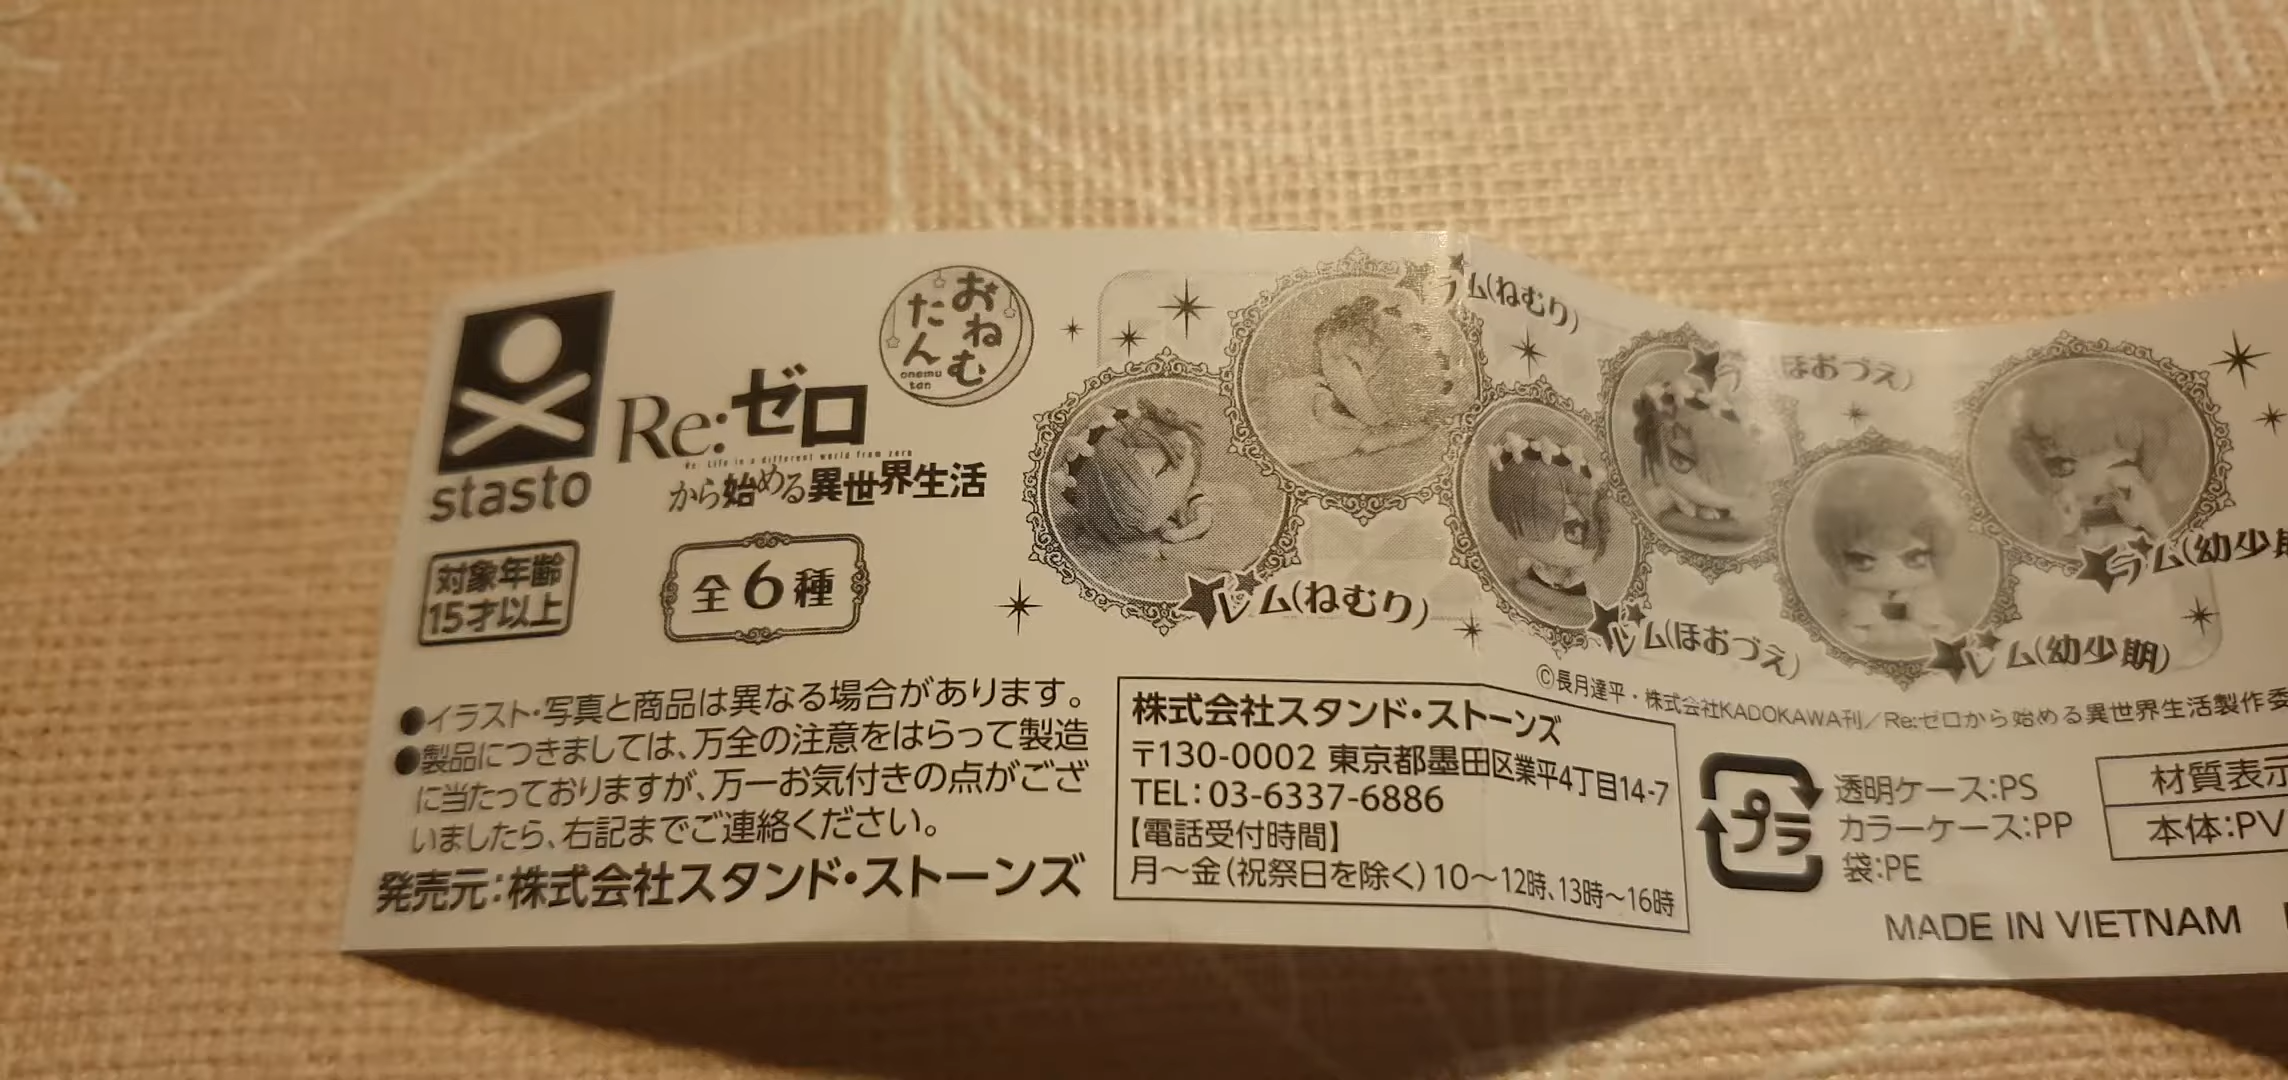 stasto
Re:ゼロ
Re: Life in a different world from zero
から始める異世界生活
おねむたん
onemu
tan
対象年齢
15才以上
全6種
ラム(ねむり)
レム(ねむり)
ほおづえ)
レム(ほおづえ)
ラム(幼少期
レム(幼少期)
©長月達平・株式会社KADOKAWA刊／Re:ゼロから始める異世界生活製作委
●イラスト・写真と商品は異なる場合があります。
●製品につきましては、万全の注意をはらって製造
に当たっておりますが、万一お気付きの点がござ
いましたら、右記までご連絡ください。
発売元:株式会社スタンド・ストーンズ
株式会社スタンド・ストーンズ
〒130-0002 東京都墨田区業平4丁目14-7
TEL:03-6337-6886
【電話受付時間】
月〜金(祝祭日を除く)10〜12時、13時〜16時
プラ
透明ケース:PS
カラーケース:PP
袋:PE
材質表示
本体:PV
MADE IN VIETNAM